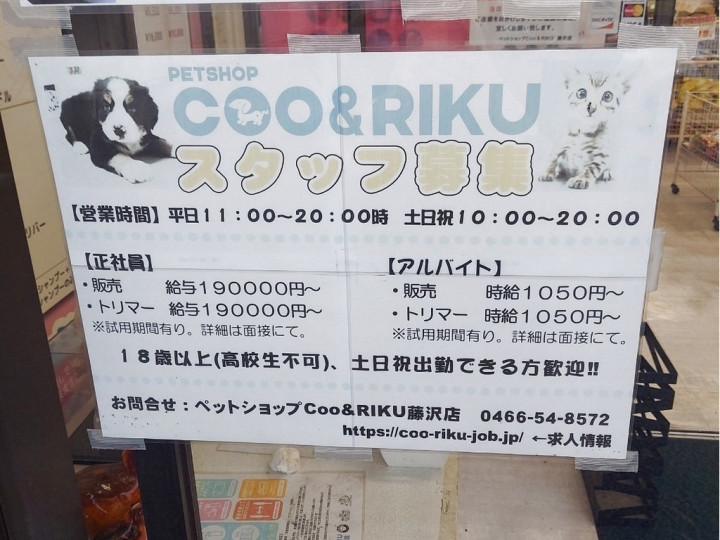 PETSHOP
COO&RIKU
スタッフ募集
【営業時間】平日11：00～20：00時　土日祝10：00～20：00
【正社員】
・販売　　給与190000円～
・トリマー　給与190000円～
※試用期間有り。詳細は面接にて。
【アルバイト】
・販売　　時給1050円～
・トリマー　時給1050円～
※試用期間有り。詳細は面接にて。
18歳以上(高校生不可)、土日祝出勤できる方歓迎!!
お問合せ：ペットショップCoo&RIKU藤沢店　0466-54-8572
https://coo-riku-job.jp/ ←求人情報